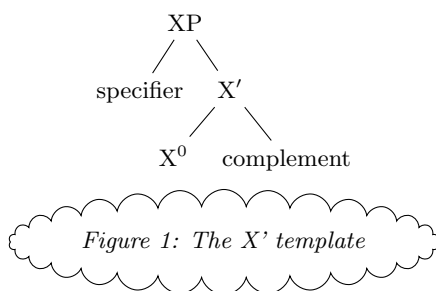 XP
specifier X′
X⁰ complement
Figure 1: The X' template